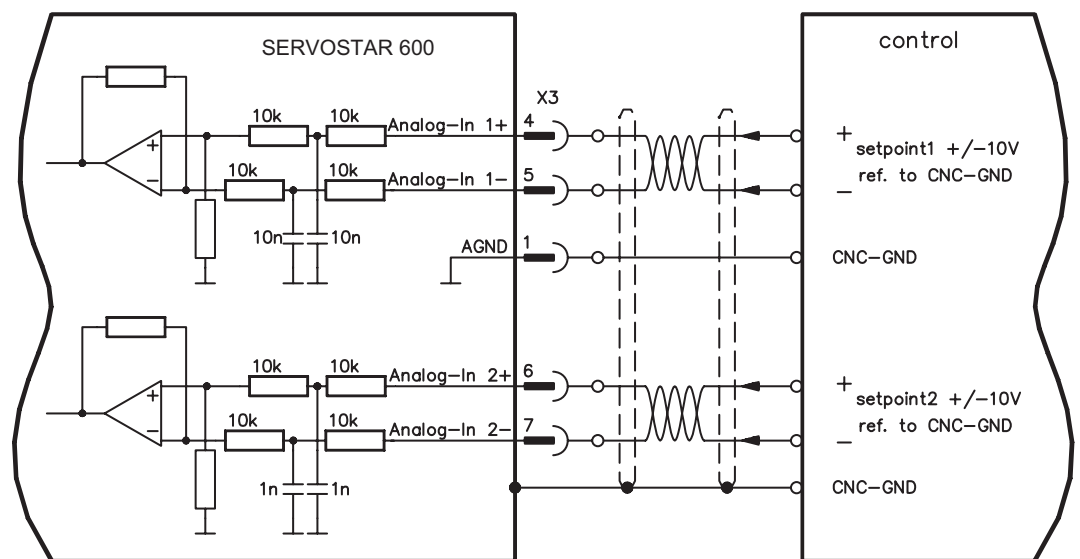 SERVOSTAR 600
control
X3
10k
10k
Analog-In 1+
4
+
+
setpoint1 +/-10V
10k
10k
Analog-In 1-
5
−
−
ref. to CNC-GND
10n
10n
AGND
1
CNC-GND
10k
10k
Analog-In 2+
6
+
+
setpoint2 +/-10V
10k
10k
Analog-In 2-
7
−
−
ref. to CNC-GND
1n
1n
CNC-GND